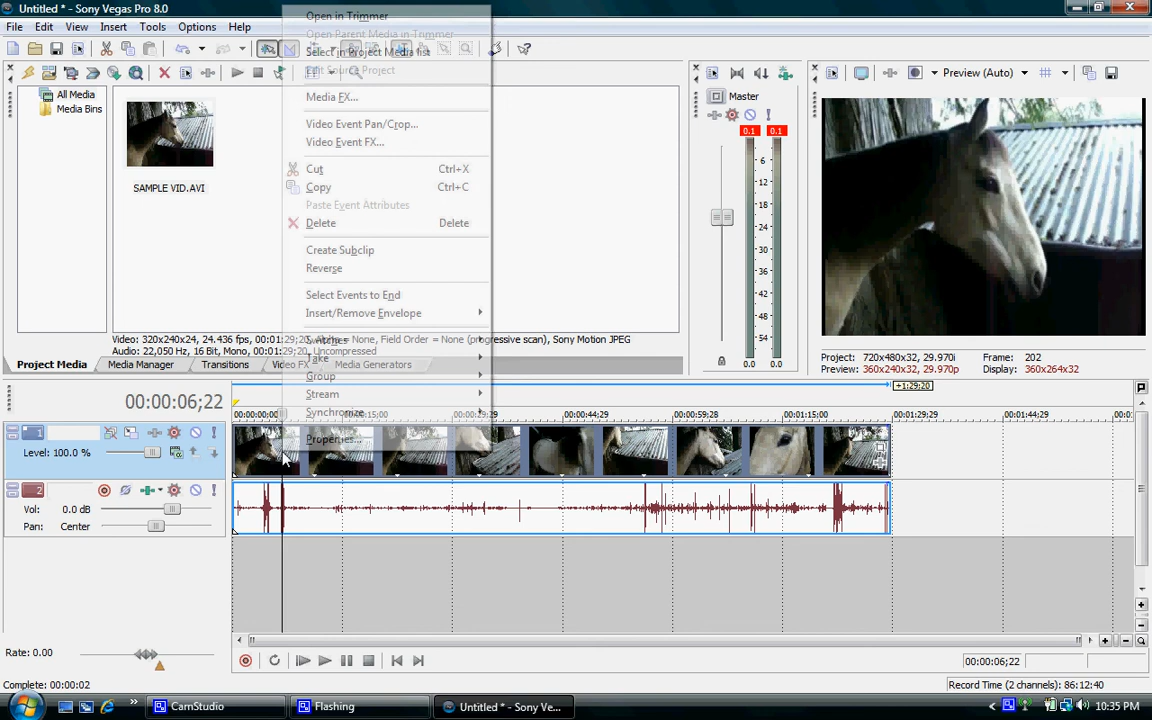 Untitled * - Sony Vegas Pro 8.0
File Edit View Insert Tools Options Help
Open in Trimmer
Open Parent Media in Trimmer
Select in Project Media list
Edit Source Project
Media FX...
Video Event Pan/Crop...
Video Event FX...
Cut Ctrl+X
Copy Ctrl+C
Paste Event Attributes
Delete Delete
Create Subclip
Reverse
Select Events to End
Insert/Remove Envelope
Switches
Take
Group
Stream
Synchronize
Properties...
All Media
Media Bins
SAMPLE VID.AVI
Video: 320x240x24, 24.436 fps, 00:01:29;20, Alpha = None, Field Order = None (progressive scan), Sony Motion JPEG
Audio: 22,050 Hz, 16 Bit, Mono, 00:01:29;20, Uncompressed
Project Media Media Manager Transitions Video FX Media Generators
Master
0.1 0.1
6
12
18
24
30
36
42
48
54
0.0 0.0
Preview (Auto)
Project: 720x480x32, 29.970i
Preview: 360x240x32, 29.970p
Frame: 202
Display: 360x264x32
00:00:06;22
+1:29;20
00:00:00;00 00:00:15;00 00:00:29;29 00:00:44;29 00:00:59;28 00:01:15;00 00:01:29;29 00:01:44;29 00:0
1
Level: 100.0 %
2
Vol: 0.0 dB
Pan: Center
Rate: 0.00
00:00:06;22
Complete: 00:00:02
Record Time (2 channels): 86:12:40
CamStudio Flashing Untitled * - Sony Ve... 10:35 PM